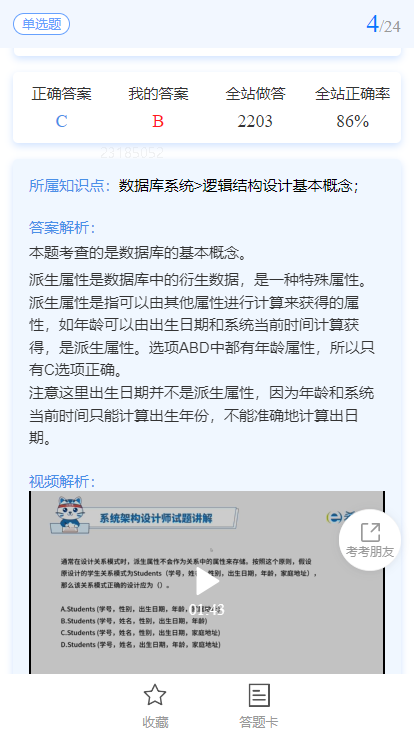 单选题
4/24
正确答案 我的答案 全站做答 全站正确率
C B 2203 86%
所属知识点：数据库系统>逻辑结构设计基本概念；
答案解析：
本题考查的是数据库的基本概念。
派生属性是数据库中的衍生数据，是一种特殊属性。
派生属性是指可以由其他属性进行计算来获得的属
性，如年龄可以由出生日期和系统当前时间计算获
得，是派生属性。选项ABD中都有年龄属性，所以只
有C选项正确。
注意这里出生日期并不是派生属性，因为年龄和系统
当前时间只能计算出生年份，不能准确地计算出日
期。
视频解析：
系统架构设计师试题讲解
考考朋友
通常在设计关系模式时，派生属性不会作为关系中的属性来存储。按照这个原则，假设
原设计的学生关系模式为Students（学号，姓名，性别，出生日期，年龄，家庭地址），
那么该关系模式正确的设计应为（）。
01:43
A.Students (学号，性别，出生日期，年龄，家庭地址)
B.Students (学号，姓名，性别，出生日期，年龄)
C.Students (学号，姓名，性别，出生日期，家庭地址)
D.Students (学号，姓名，出生日期，年龄，家庭地址)
收藏 答题卡